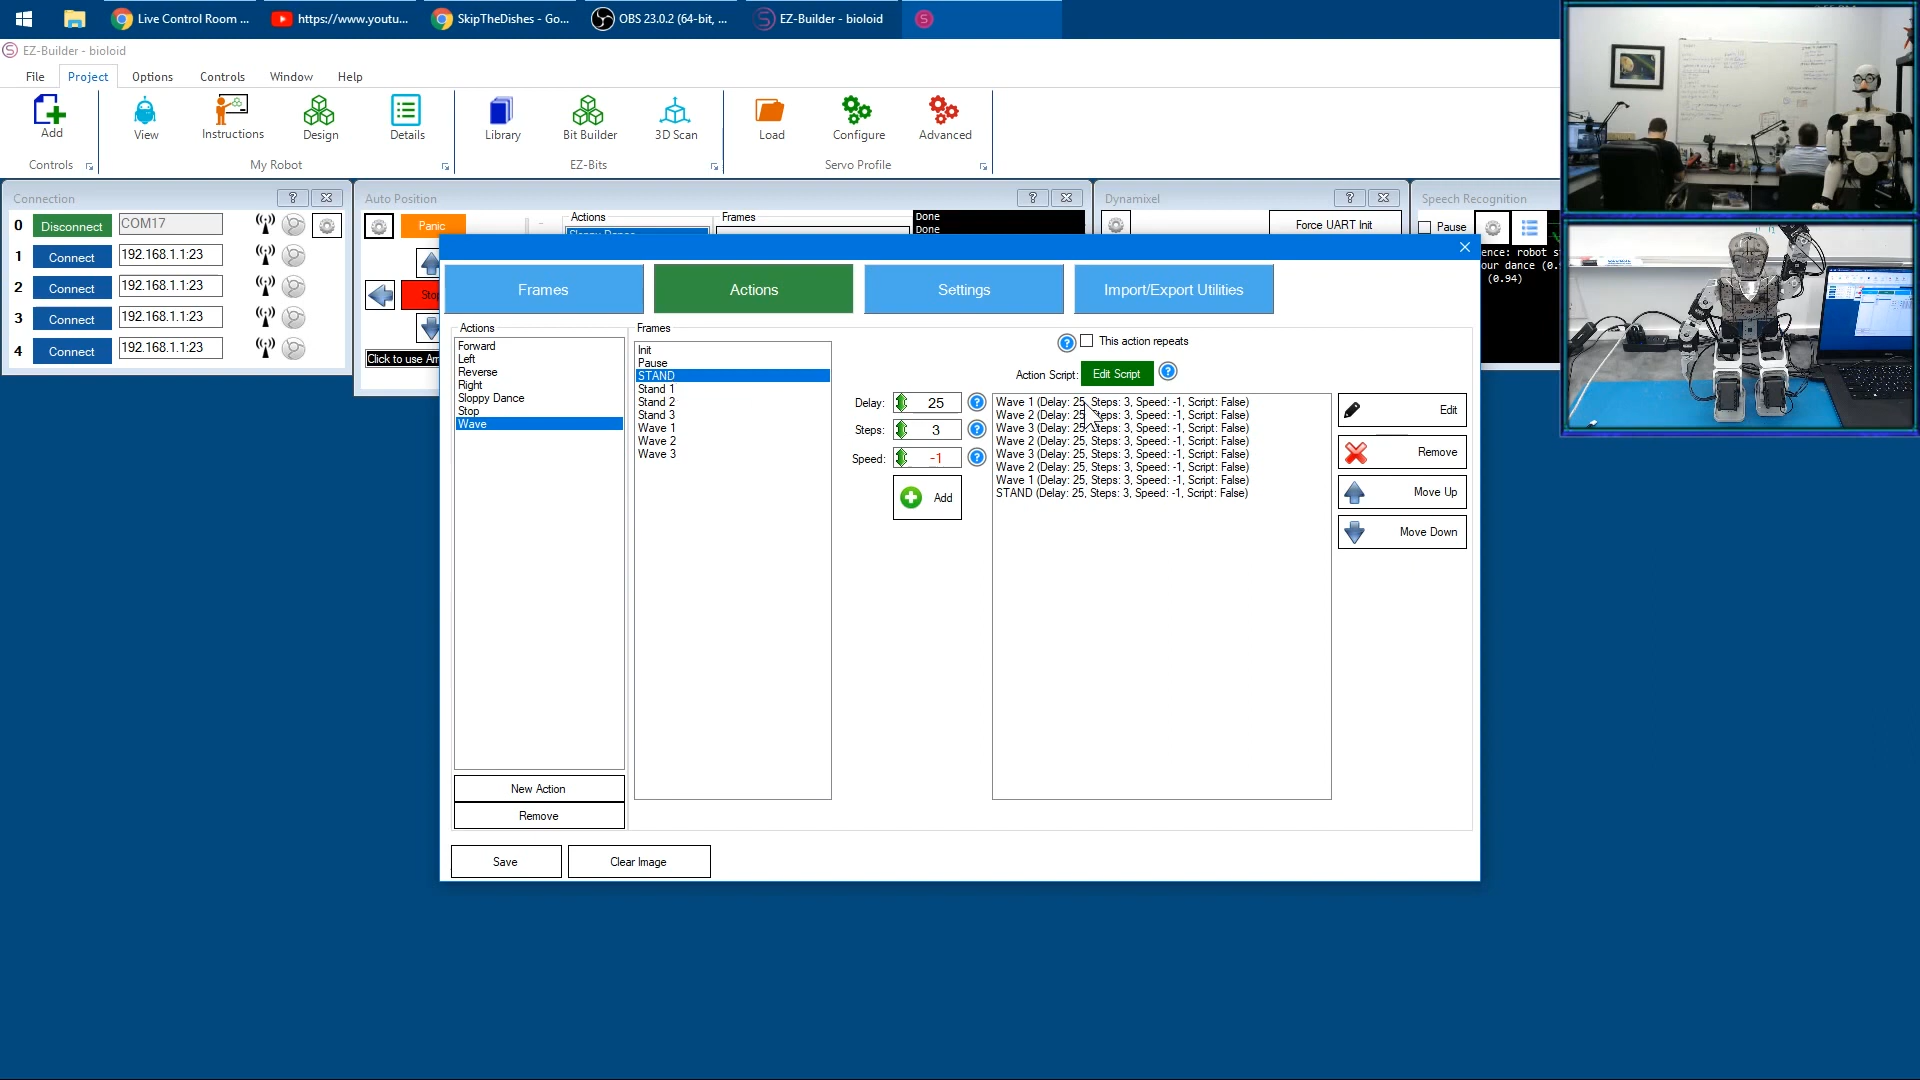 Live Control Room ...
https://www.youtu...
SkipTheDishes - Go...
OBS 23.0.2 (64-bit, ...
EZ-Builder - bioloid
EZ-Builder - bioloid
File
Project
Options
Controls
Window
Help
Add
View
Instructions
Design
Details
Library
Bit Builder
3D Scan
Load
Configure
Advanced
Controls
My Robot
EZ-Bits
Servo Profile
Connection
0 Disconnect COM17
1 Connect 192.168.1.1:23
2 Connect 192.168.1.1:23
3 Connect 192.168.1.1:23
4 Connect 192.168.1.1:23
Auto Position
Panic
Actions
Frames
Done
Done
Sloppy Dance
Click to use
Dynamixel
Force UART Init
Speech Recognition
Pause
ence: robot s
our dance (0.
(0.94)
Frames
Actions
Settings
Import/Export Utilities
Actions
Forward
Left
Reverse
Right
Sloppy Dance
Stop
Wave
New Action
Remove
Frames
Init
Pause
STAND
Stand 1
Stand 2
Stand 3
Wave 1
Wave 2
Wave 3
This action repeats
Action Script: Edit Script
Delay: 25
Steps: 3
Speed: -1
Add
Wave 1 (Delay: 25, Steps: 3, Speed: -1, Script: False)
Wave 2 (Delay: 25, Steps: 3, Speed: -1, Script: False)
Wave 3 (Delay: 25, Steps: 3, Speed: -1, Script: False)
Wave 2 (Delay: 25, Steps: 3, Speed: -1, Script: False)
Wave 3 (Delay: 25, Steps: 3, Speed: -1, Script: False)
Wave 2 (Delay: 25, Steps: 3, Speed: -1, Script: False)
Wave 1 (Delay: 25, Steps: 3, Speed: -1, Script: False)
STAND (Delay: 25, Steps: 3, Speed: -1, Script: False)
Edit
Remove
Move Up
Move Down
Save
Clear Image